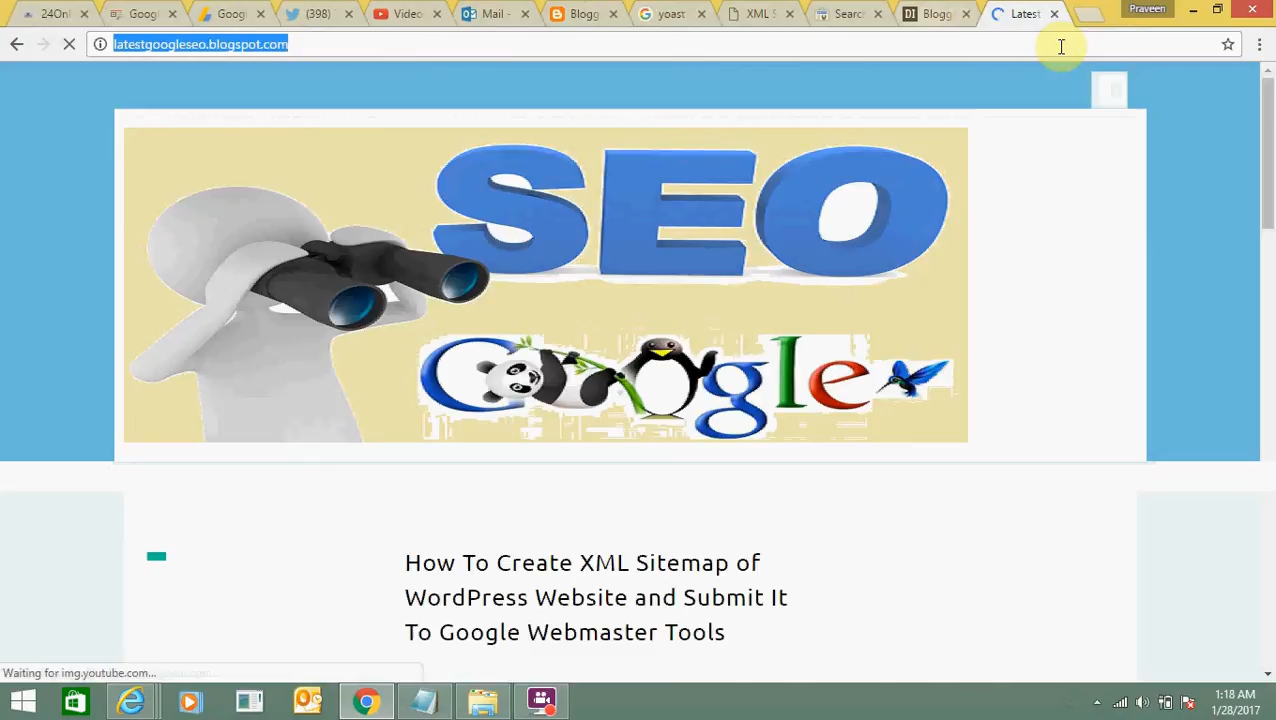 24Onl
Googl
Googl
(398)
Video
Mail -
Blogg
yoast
XML S
Search
Blogg
Latest
Praveen
latestgoogleseo.blogspot.com
SEO
Google
How To Create XML Sitemap of
WordPress Website and Submit It
To Google Webmaster Tools
Waiting for img.youtube.com...
1:18 AM
1/28/2017